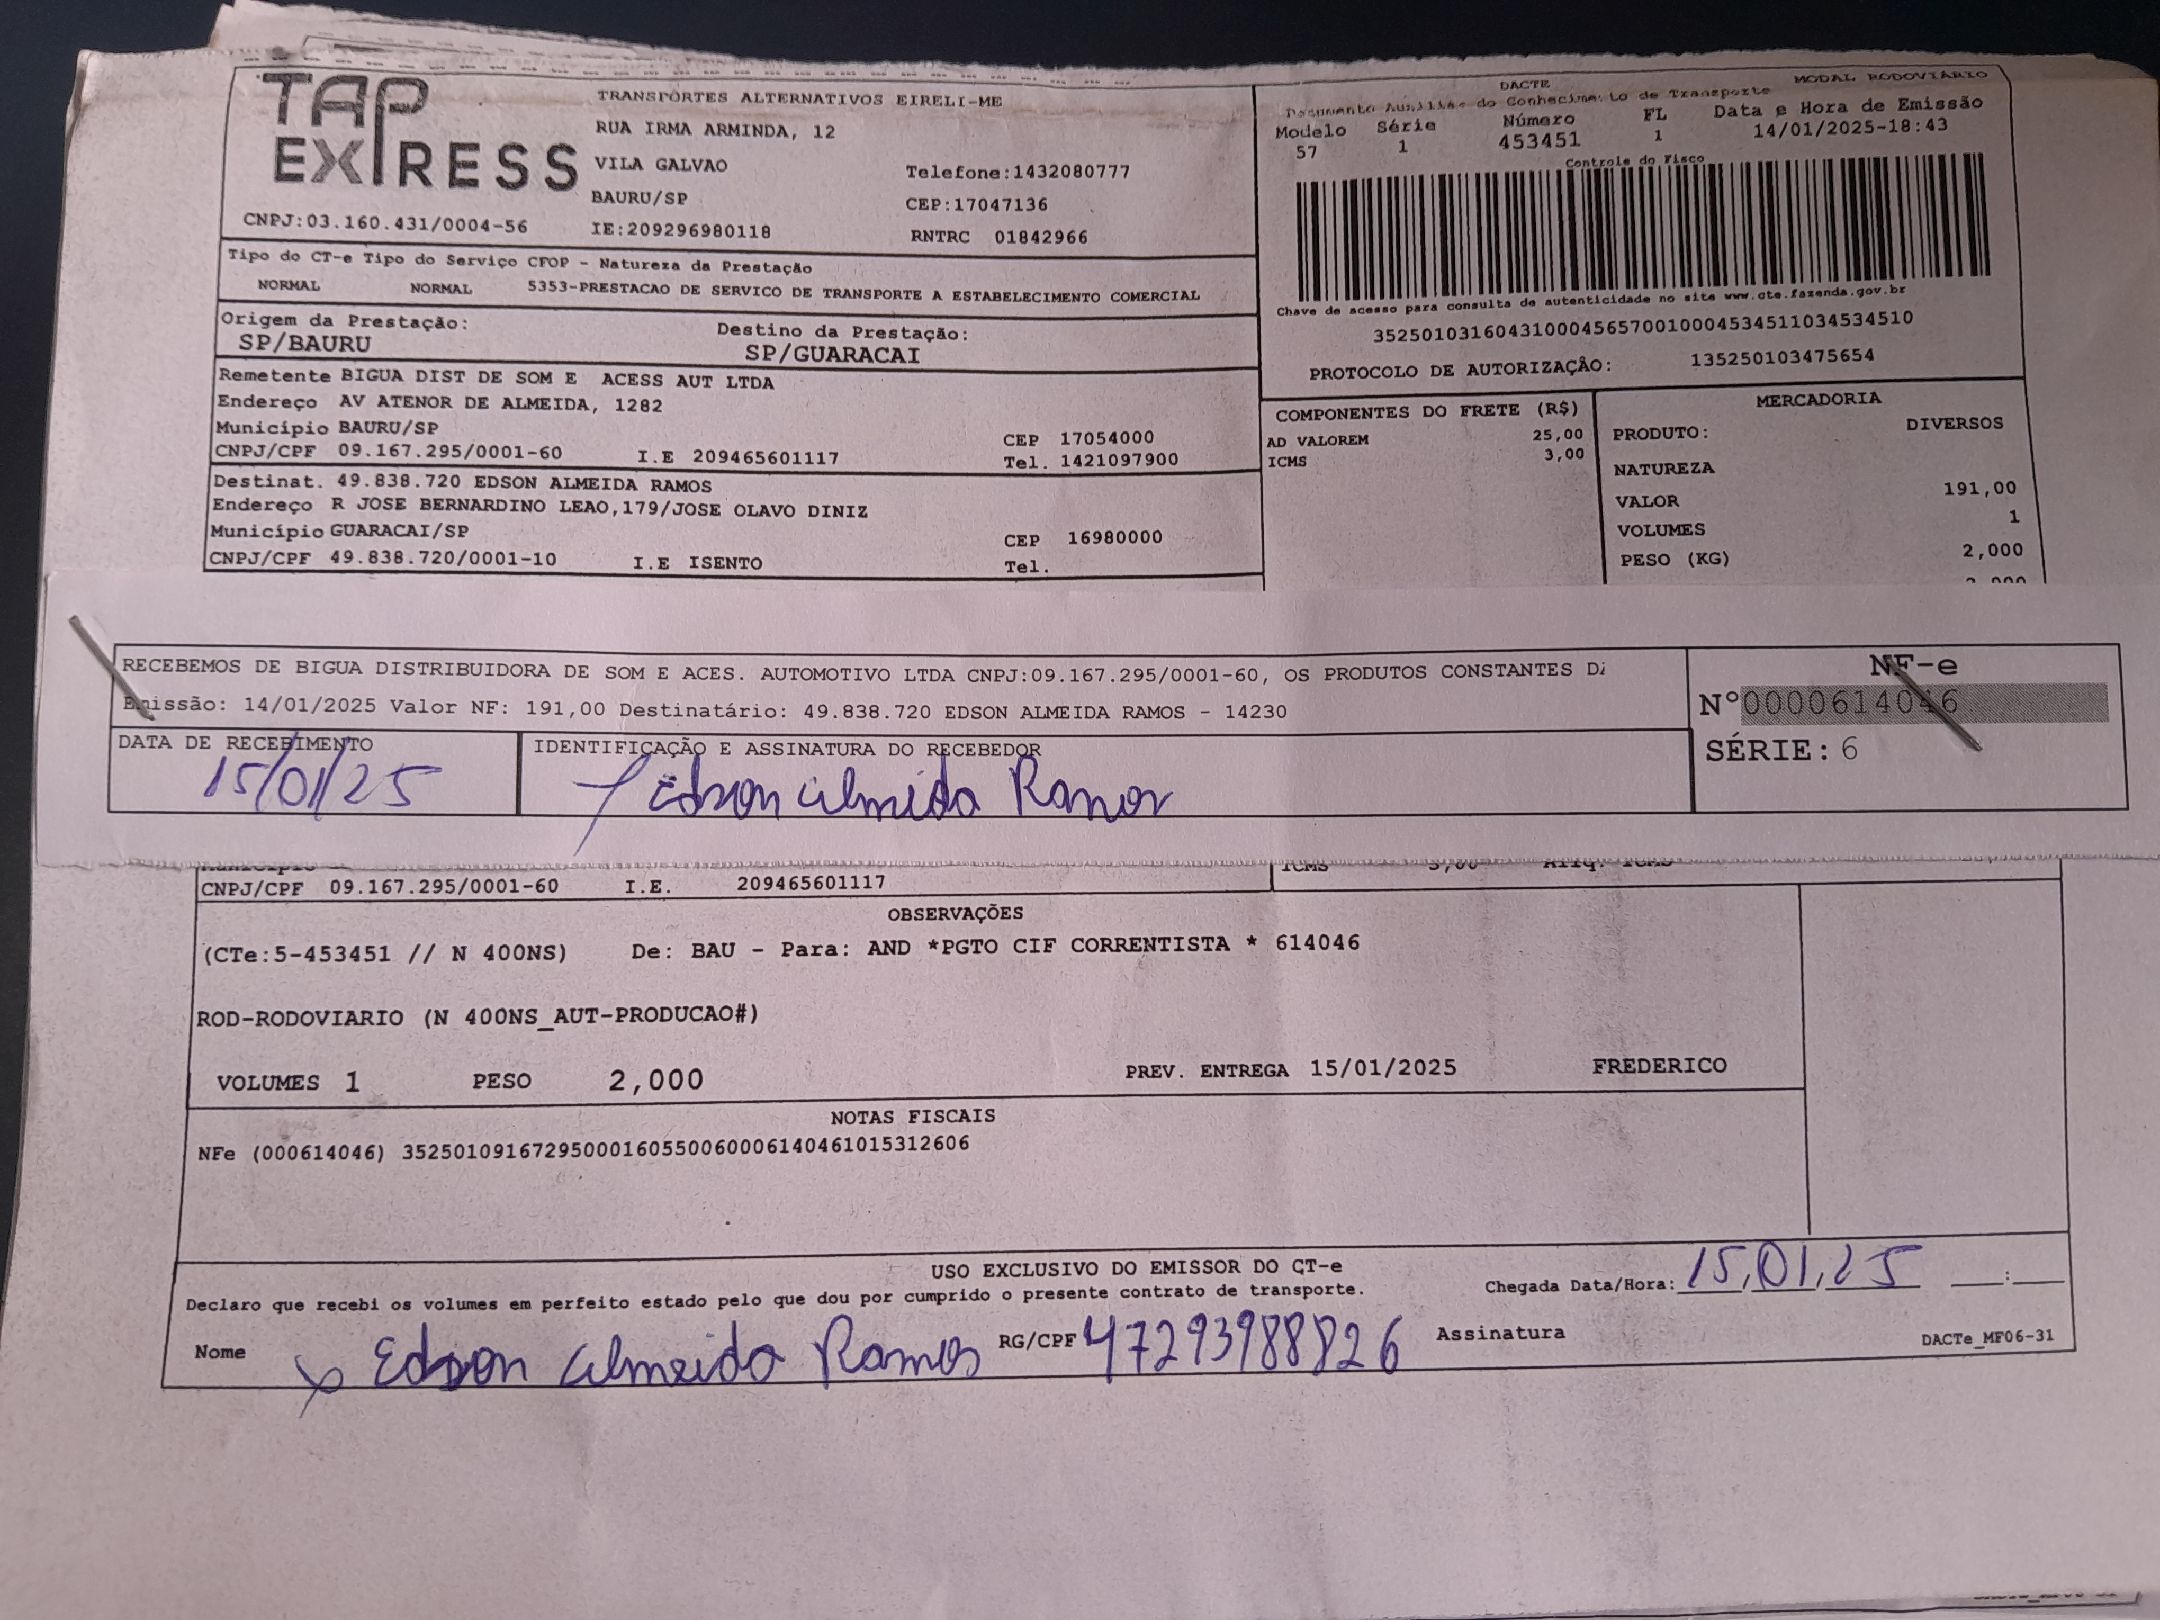 TAP EXPRESS
TRANSPORTES ALTERNATIVOS EIRELI-ME
RUA IRMA ARMINDA, 12
VILA GALVAO Telefone:1432080777
BAURU/SP CEP:17047136
CNPJ:03.160.431/0004-56 IE:209296980118 RNTRC 01842966
DACTE MODAL RODOVIÁRIO
Documento Auxiliar do Conhecimento de Transporte
Modelo Série Número FL Data e Hora de Emissão
57 1 453451 1 14/01/2025-18:43
Controle do Fisco
Chave de acesso para consulta de autenticidade no site www.cte.fazenda.gov.br
35250103160431000456570010004534511034534510
PROTOCOLO DE AUTORIZAÇÃO: 135250103475654
Tipo do CT-e Tipo do Serviço CFOP - Natureza da Prestação
NORMAL NORMAL 5353-PRESTACAO DE SERVICO DE TRANSPORTE A ESTABELECIMENTO COMERCIAL
Origem da Prestação: Destino da Prestação:
SP/BAURU SP/GUARACAI
Remetente BIGUA DIST DE SOM E ACESS AUT LTDA
Endereço AV ATENOR DE ALMEIDA, 1282
Município BAURU/SP CEP 17054000
CNPJ/CPF 09.167.295/0001-60 I.E 209465601117 Tel. 1421097900
Destinat. 49.838.720 EDSON ALMEIDA RAMOS
Endereço R JOSE BERNARDINO LEAO,179/JOSE OLAVO DINIZ
Município GUARACAI/SP CEP 16980000
CNPJ/CPF 49.838.720/0001-10 I.E ISENTO Tel.
COMPONENTES DO FRETE (R$)
AD VALOREM 25,00
ICMS 3,00
MERCADORIA
PRODUTO: DIVERSOS
NATUREZA
VALOR 191,00
VOLUMES 1
PESO (KG) 2,000
RECEBEMOS DE BIGUA DISTRIBUIDORA DE SOM E ACES. AUTOMOTIVO LTDA CNPJ:09.167.295/0001-60, OS PRODUTOS CONSTANTES DA
Emissão: 14/01/2025 Valor NF: 191,00 Destinatário: 49.838.720 EDSON ALMEIDA RAMOS - 14230
NF-e
Nº0000614046
SÉRIE: 6
DATA DE RECEBIMENTO IDENTIFICAÇÃO E ASSINATURA DO RECEBEDOR
15/01/25 Edson Almeida Ramos
CNPJ/CPF 09.167.295/0001-60 I.E. 209465601117
OBSERVAÇÕES
(CTe:5-453451 // N 400NS) De: BAU - Para: AND *PGTO CIF CORRENTISTA * 614046
ROD-RODOVIARIO (N 400NS_AUT-PRODUCAO#)
VOLUMES 1 PESO 2,000 PREV. ENTREGA 15/01/2025 FREDERICO
NOTAS FISCAIS
NFe (000614046) 35250109167295000160550060006140461015312606
USO EXCLUSIVO DO EMISSOR DO CT-e
Declaro que recebi os volumes em perfeito estado pelo que dou por cumprido o presente contrato de transporte.
Chegada Data/Hora: 15,01,25 __:__
Nome Edson Almeida Ramos RG/CPF 47293988826 Assinatura
DACTe_MF06-31